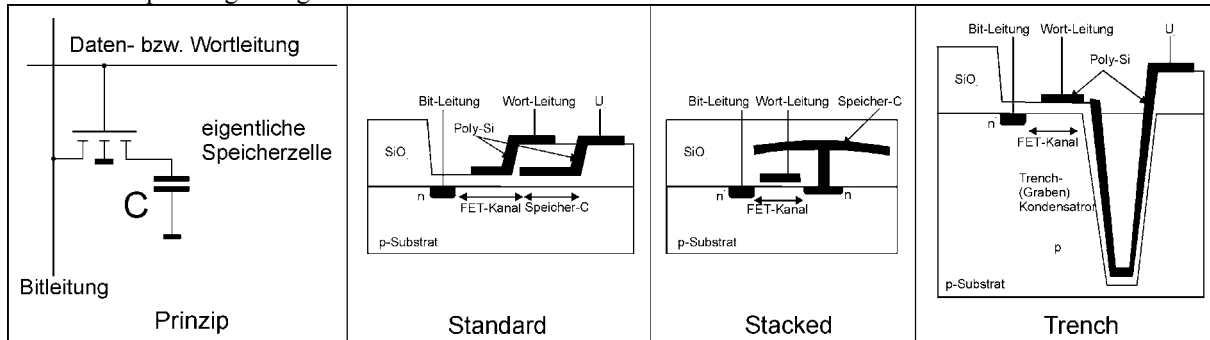 Daten- bzw. Wortleitung
eigentliche
Speicherzelle
C
Bitleitung
Prinzip
Bit-Leitung Wort-Leitung U
Poly-Si
SiO
n
FET-Kanal Speicher-C
p-Substrat
Standard
Bit-Leitung Wort-Leitung Speicher-C
SiO
n n
FET-Kanal
p-Substrat
Stacked
Bit-Leitung Wort-Leitung U
Poly-Si
SiO
n
FET-Kanal
Trench-
(Graben)
Kondensatror
p
p-Substrat
Trench